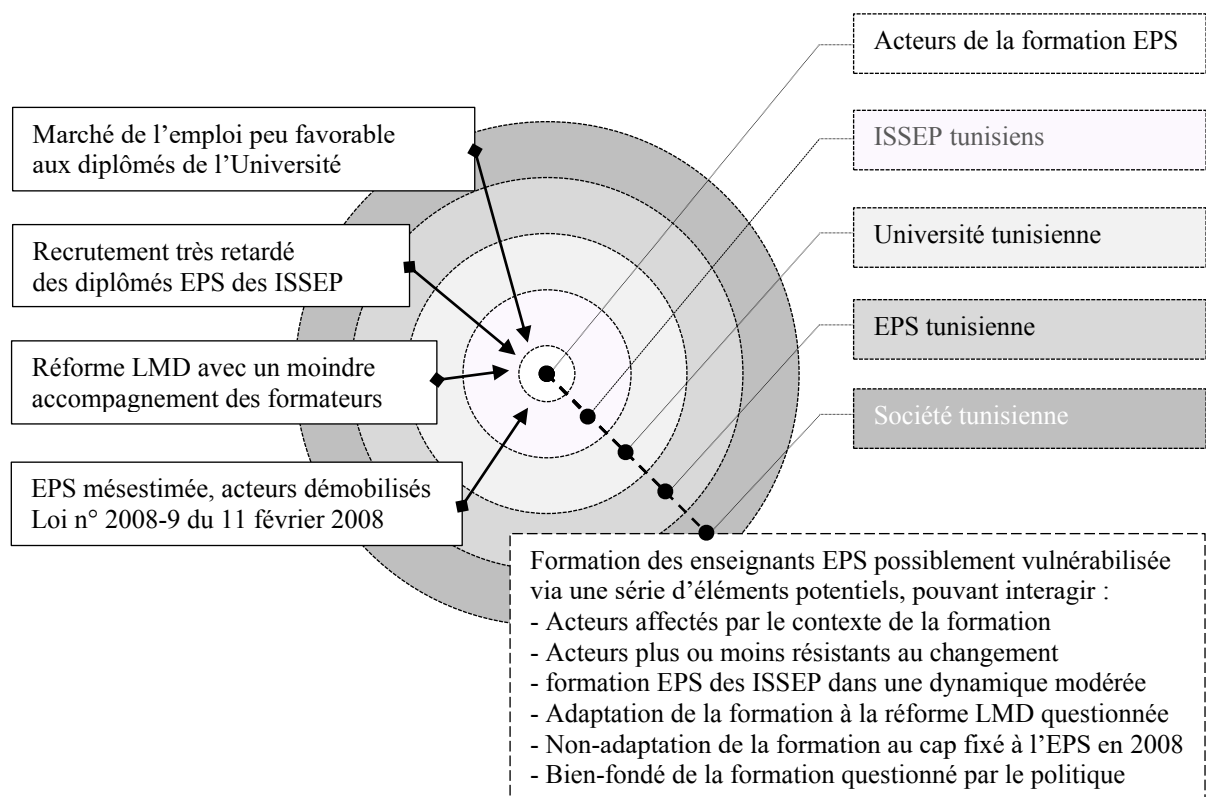 Acteurs de la formation EPS
ISSEP tunisiens
Université tunisienne
EPS tunisienne
Société tunisienne
Marché de l’emploi peu favorable
aux diplômés de l’Université
Recrutement très retardé
des diplômés EPS des ISSEP
Réforme LMD avec un moindre
accompagnement des formateurs
EPS mésestimée, acteurs démobilisés
Loi n° 2008-9 du 11 février 2008
Formation des enseignants EPS possiblement vulnérabilisée
via une série d’éléments potentiels, pouvant interagir :
- Acteurs affectés par le contexte de la formation
- Acteurs plus ou moins résistants au changement
- formation EPS des ISSEP dans une dynamique modérée
- Adaptation de la formation à la réforme LMD questionnée
- Non-adaptation de la formation au cap fixé à l’EPS en 2008
- Bien-fondé de la formation questionné par le politique